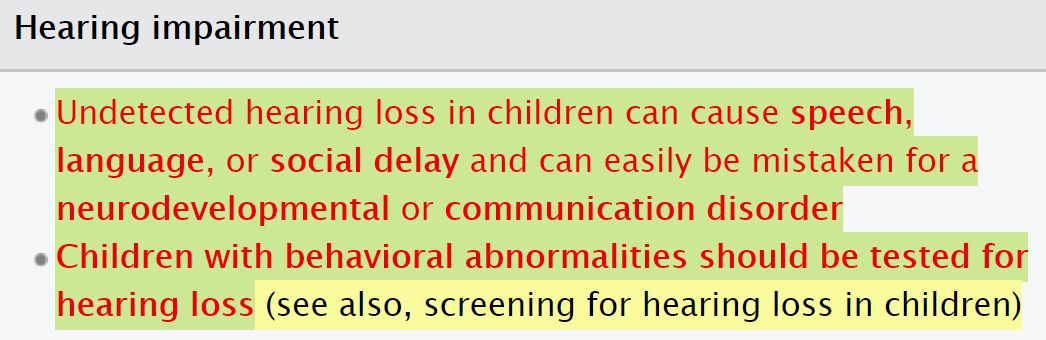 Hearing impairment
Undetected hearing loss in children can cause speech,
language, or social delay and can easily be mistaken for a
neurodevelopmental or communication disorder
Children with behavioral abnormalities should be tested for
hearing loss (see also, screening for hearing loss in children)